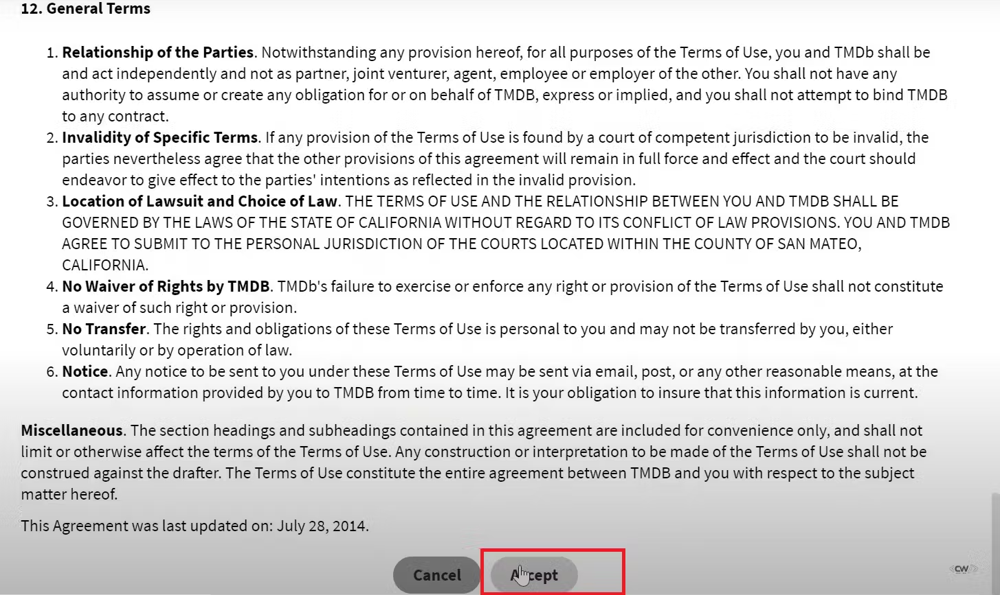 12. General Terms
1. Relationship of the Parties. Notwithstanding any provision hereof, for all purposes of the Terms of Use, you and TMDb shall be
and act independently and not as partner, joint venturer, agent, employee or employer of the other. You shall not have any
authority to assume or create any obligation for or on behalf of TMDB, express or implied, and you shall not attempt to bind TMDB
to any contract.
2. Invalidity of Specific Terms. If any provision of the Terms of Use is found by a court of competent jurisdiction to be invalid, the
parties nevertheless agree that the other provisions of this agreement will remain in full force and effect and the court should
endeavor to give effect to the parties' intentions as reflected in the invalid provision.
3. Location of Lawsuit and Choice of Law. THE TERMS OF USE AND THE RELATIONSHIP BETWEEN YOU AND TMDB SHALL BE
GOVERNED BY THE LAWS OF THE STATE OF CALIFORNIA WITHOUT REGARD TO ITS CONFLICT OF LAW PROVISIONS. YOU AND TMDB
AGREE TO SUBMIT TO THE PERSONAL JURISDICTION OF THE COURTS LOCATED WITHIN THE COUNTY OF SAN MATEO,
CALIFORNIA.
4. No Waiver of Rights by TMDB. TMDb's failure to exercise or enforce any right or provision of the Terms of Use shall not constitute
a waiver of such right or provision.
5. No Transfer. The rights and obligations of these Terms of Use is personal to you and may not be transferred by you, either
voluntarily or by operation of law.
6. Notice. Any notice to be sent to you under these Terms of Use may be sent via email, post, or any other reasonable means, at the
contact information provided by you to TMDB from time to time. It is your obligation to insure that this information is current.
Miscellaneous. The section headings and subheadings contained in this agreement are included for convenience only, and shall not
limit or otherwise affect the terms of the Terms of Use. Any construction or interpretation to be made of the Terms of Use shall not be
construed against the drafter. The Terms of Use constitute the entire agreement between TMDB and you with respect to the subject
matter hereof.
This Agreement was last updated on: July 28, 2014.
Cancel Accept
CW